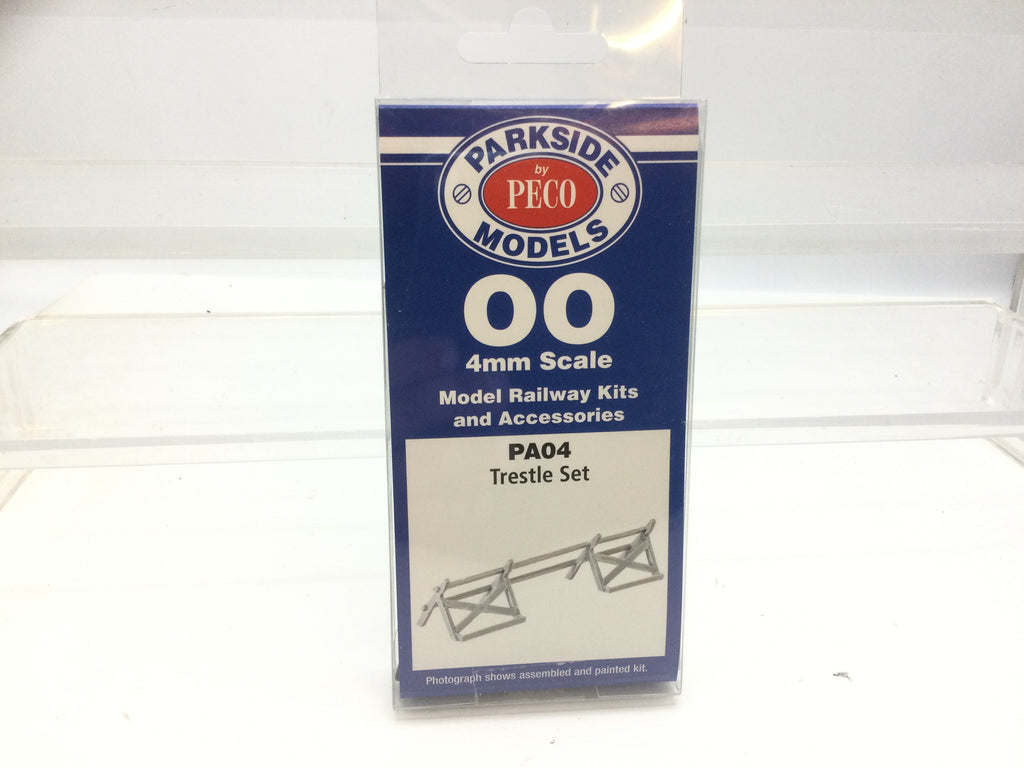 PARKSIDE
by
PECO
MODELS
OO
4mm Scale
Model Railway Kits
and Accessories
PA04
Trestle Set
Photograph shows assembled and painted kit.